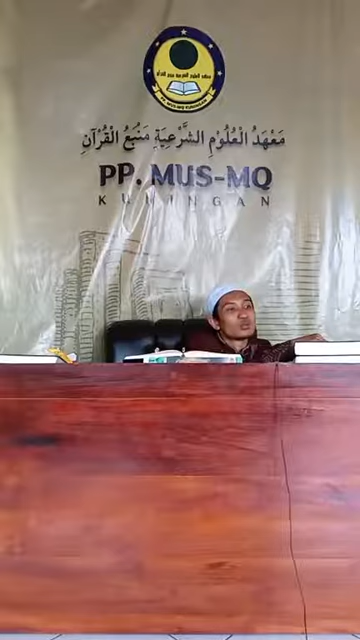 مَعْهَدُ الْعُلُوْمِ الشَّرْعِيَّةِ مَنْبَعُ الْقُرْآنِ
PP. MUS-MQ
KUNINGAN